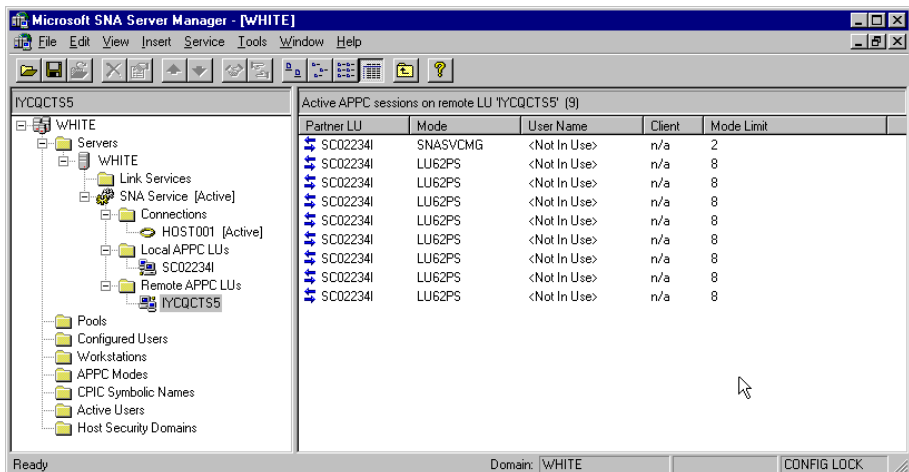 Microsoft SNA Server Manager - [WHITE]
File Edit View Insert Service Tools Window Help
IYCQCTS5
Active APPC sessions on remote LU 'IYCQCTS5' (9)
WHITE
Servers
WHITE
Link Services
SNA Service [Active]
Connections
HOST001 [Active]
Local APPC LUs
SC02234I
Remote APPC LUs
IYCQCTS5
Pools
Configured Users
Workstations
APPC Modes
CPIC Symbolic Names
Active Users
Host Security Domains
Partner LU Mode User Name Client Mode Limit
SC02234I SNASVCMG <Not In Use> n/a 2
SC02234I LU62PS <Not In Use> n/a 8
SC02234I LU62PS <Not In Use> n/a 8
SC02234I LU62PS <Not In Use> n/a 8
SC02234I LU62PS <Not In Use> n/a 8
SC02234I LU62PS <Not In Use> n/a 8
SC02234I LU62PS <Not In Use> n/a 8
SC02234I LU62PS <Not In Use> n/a 8
SC02234I LU62PS <Not In Use> n/a 8
Ready Domain: WHITE CONFIG LOCK